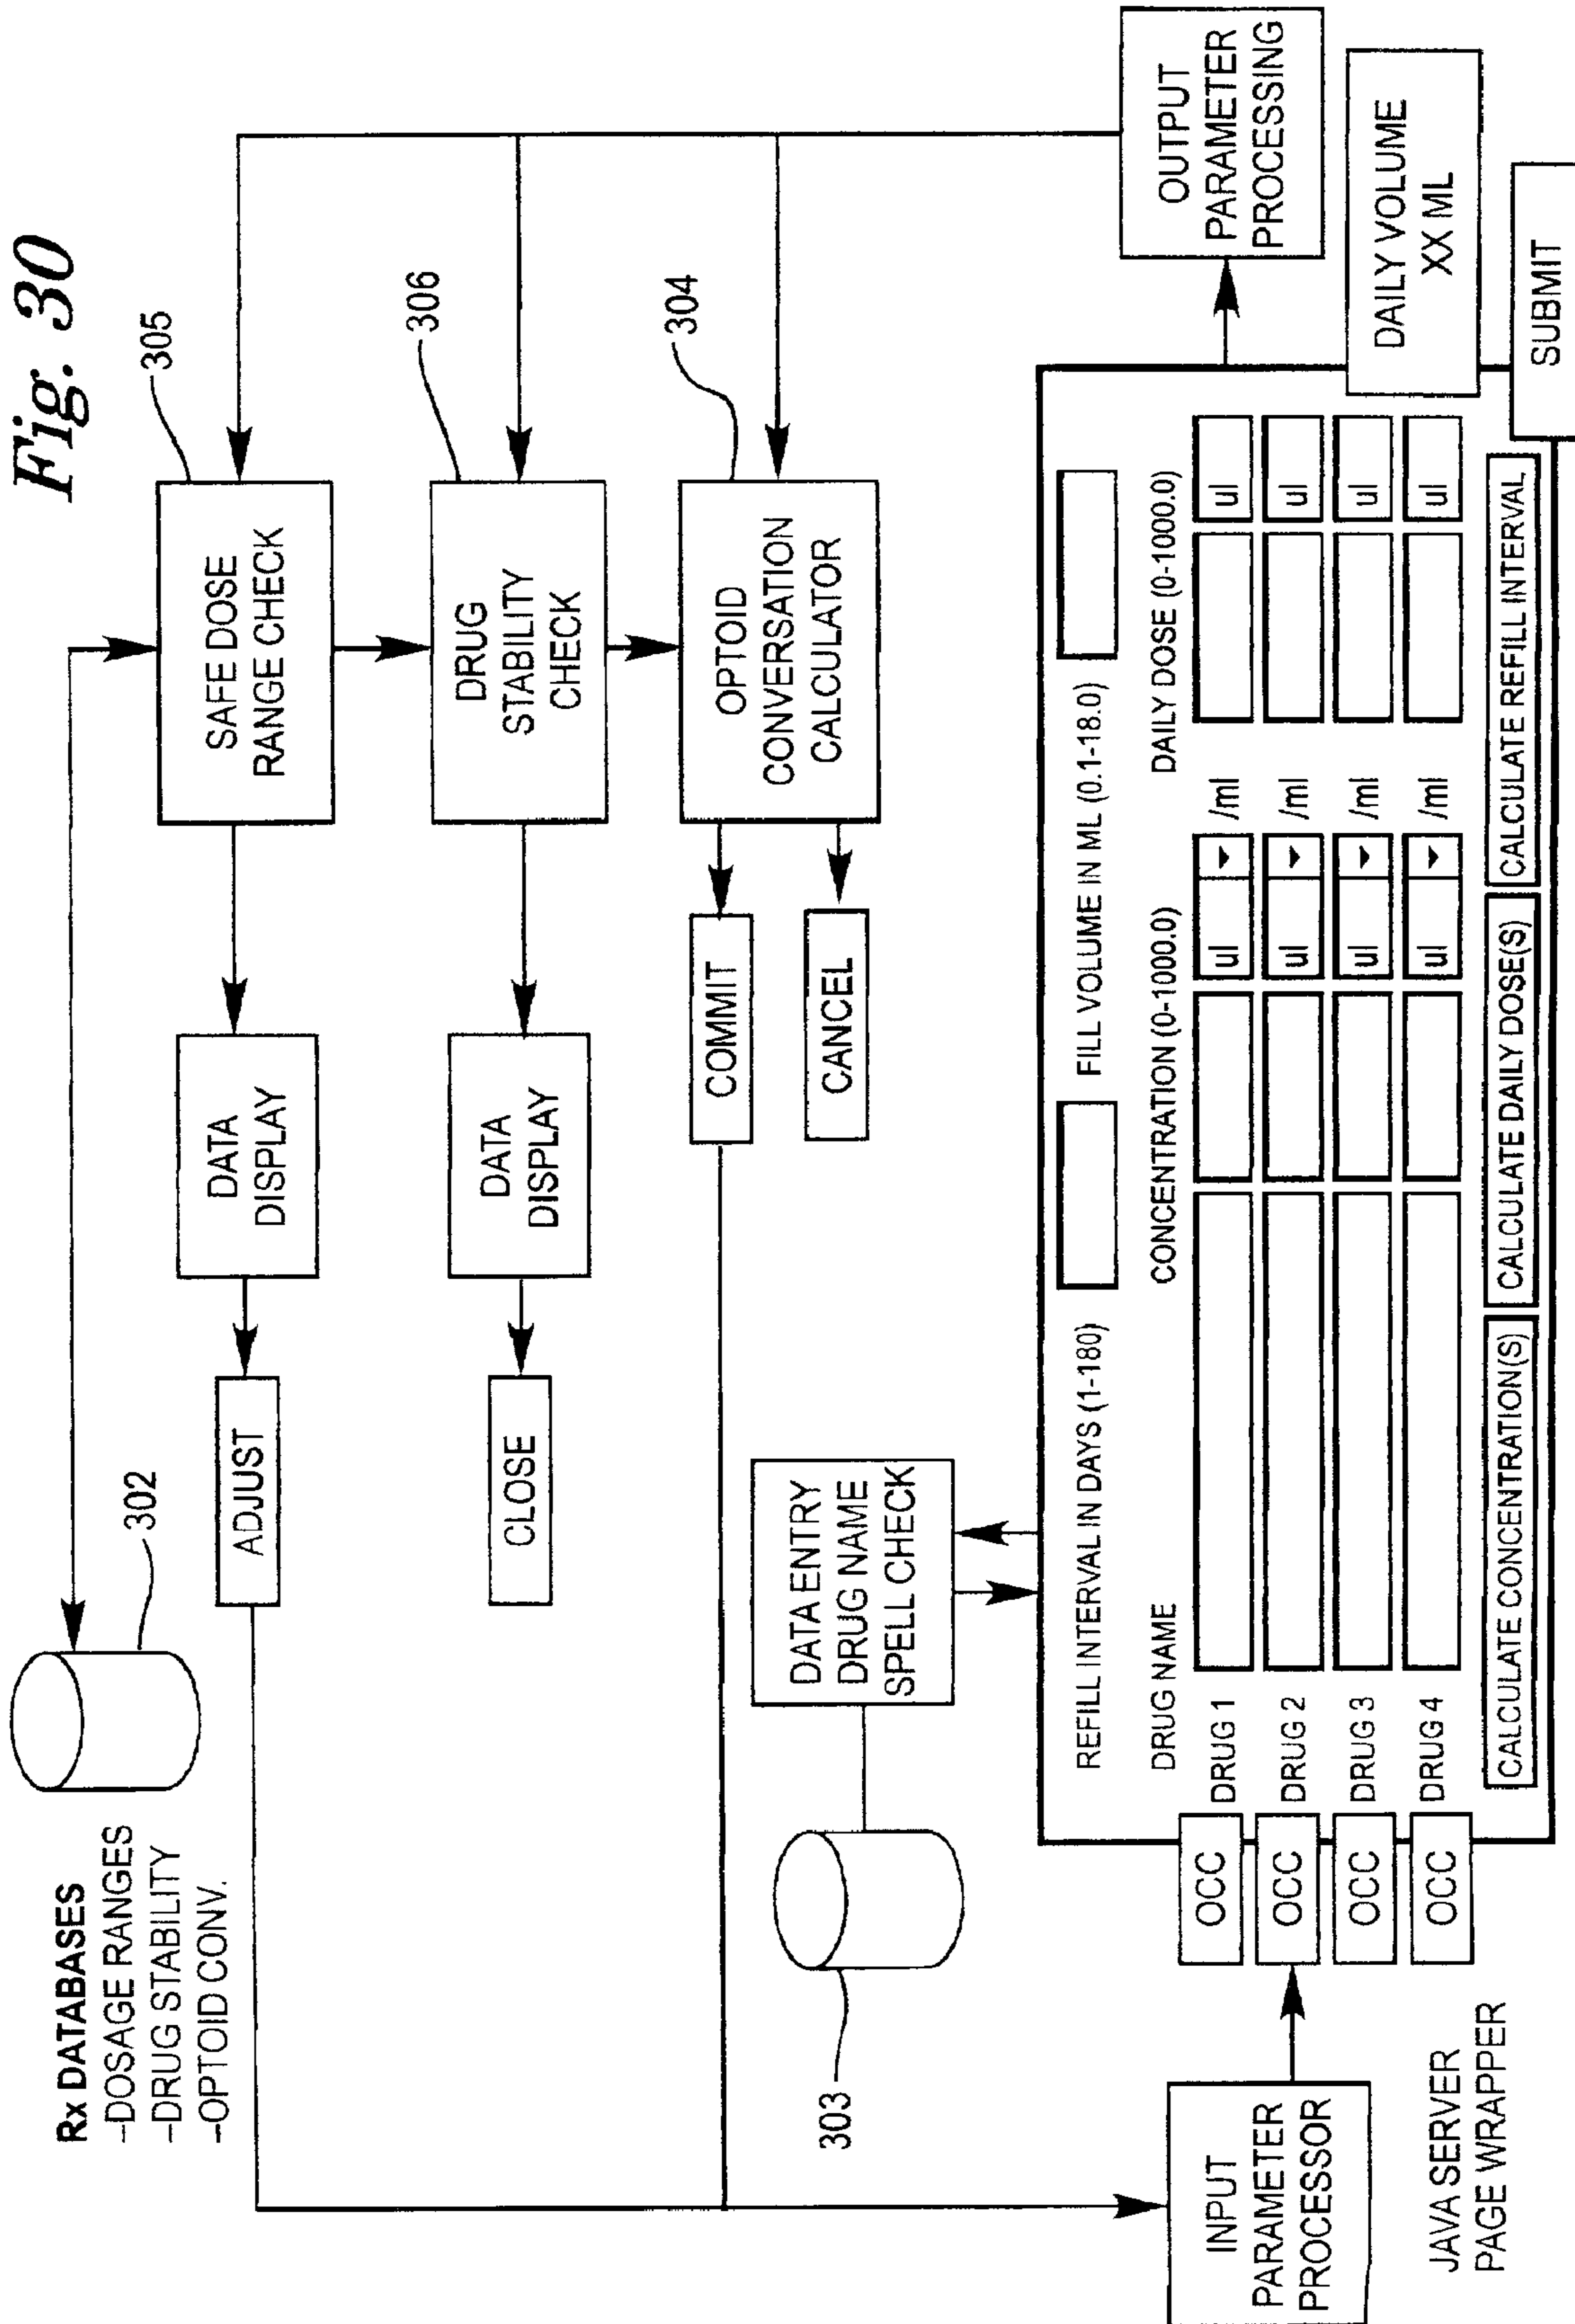 Fig. 30
Rx DATABASES
–DOSAGE RANGES
–DRUG STABILITY
–OPTOID CONV.
302
305
SAFE DOSE
RANGE CHECK
DATA
DISPLAY
ADJUST
306
DRUG
STABILITY
CHECK
DATA
DISPLAY
CLOSE
304
OPTOID
CONVERSATION
CALCULATOR
COMMIT
CANCEL
303
DATA ENTRY
DRUG NAME
SPELL CHECK
INPUT
PARAMETER
PROCESSOR
JAVA SERVER
PAGE WRAPPER
OUTPUT
PARAMETER
PROCESSING
REFILL INTERVAL IN DAYS (1-180) FILL VOLUME IN ML (0.1-18.0)
DRUG NAME CONCENTRATION (0-1000.0) DAILY DOSE (0-1000.0)
OCC DRUG 1 ul /ml ul
OCC DRUG 2 ul /ml ul
OCC DRUG 3 ul /ml ul
OCC DRUG 4 ul /ml ul
CALCULATE CONCENTRATION(S) CALCULATE DAILY DOSE(S) CALCULATE REFILL INTERVAL
DAILY VOLUME
XX ML
SUBMIT